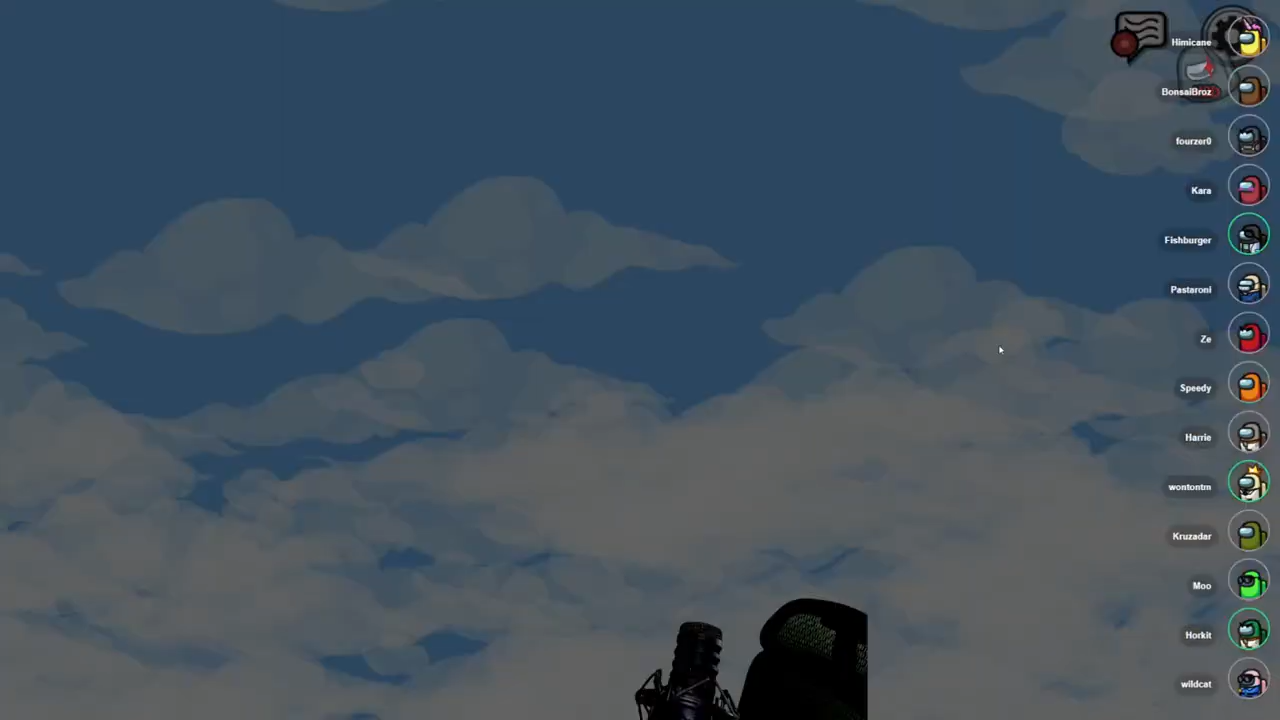 Himicane
BonsaiBroz
fourzer0
Kara
Fishburger
Pastaroni
Ze
Speedy
Harrie
wontontm
Kruzadar
Moo
Horkit
wildcat